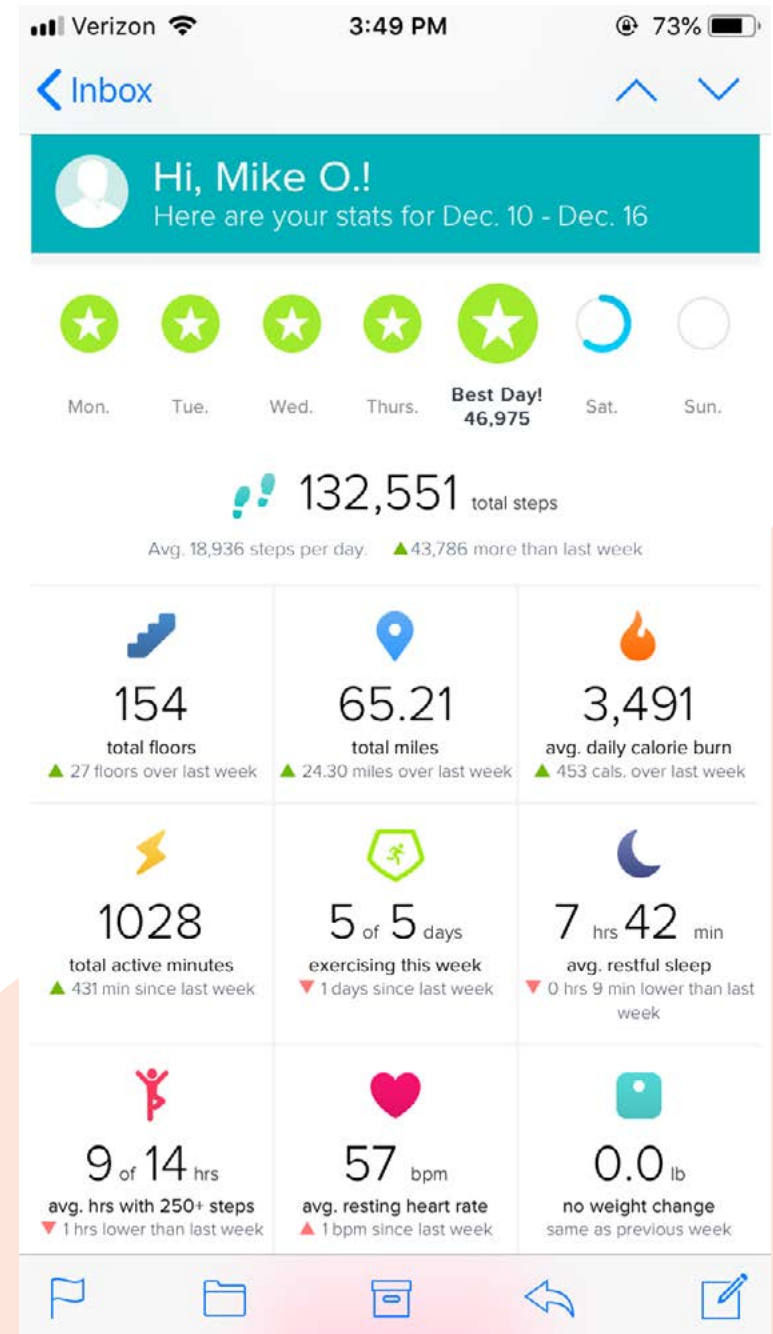 Verizon 3:49 PM 73%
Inbox
Hi, Mike O.!
Here are your stats for Dec. 10 - Dec. 16
Mon. Tue. Wed. Thurs. Best Day! 46,975 Sat. Sun.
132,551 total steps
Avg. 18,936 steps per day. ▲43,786 more than last week
154 65.21 3,491
total floors total miles avg. daily calorie burn
▲ 27 floors over last week ▲ 24.30 miles over last week ▲ 453 cals. over last week
1028 5 of 5 days 7 hrs 42 min
total active minutes exercising this week avg. restful sleep
▲ 431 min since last week ▼ 1 days since last week ▼ 0 hrs 9 min lower than last week
9 of 14 hrs 57 bpm 0.0 lb
avg. hrs with 250+ steps avg. resting heart rate no weight change
▼ 1 hrs lower than last week ▲ 1 bpm since last week same as previous week